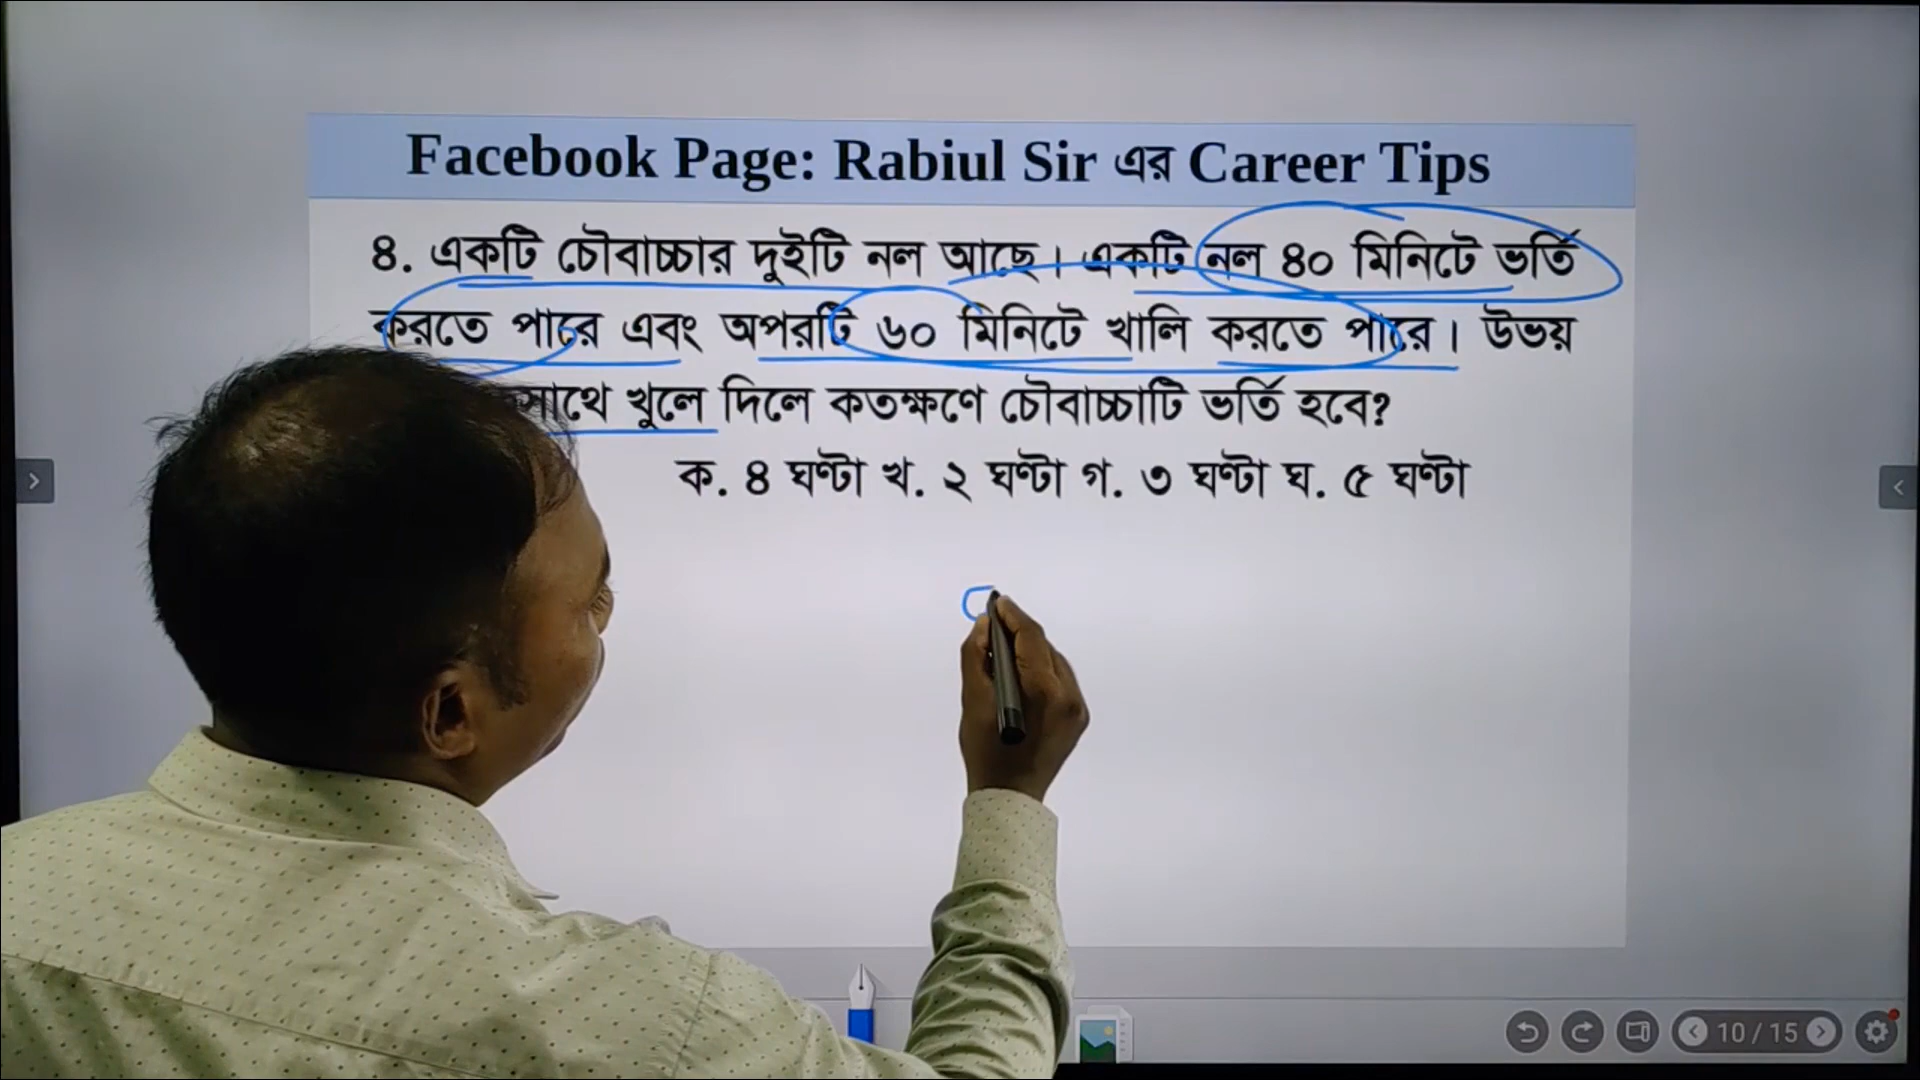 Facebook Page: Rabiul Sir এর Career Tips
৪. একটি চৌবাচ্চার দুইটি নল আছে। একটি নল ৪০ মিনিটে ভর্তি
করতে পারে এবং অপরটি ৬০ মিনিটে খালি করতে পারে। উভয়
খুলে দিলে কতক্ষণে চৌবাচ্চাটি ভর্তি হবে?
ক. ৪ ঘণ্টা খ. ২ ঘণ্টা গ. ৩ ঘণ্টা ঘ. ৫ ঘণ্টা
10 / 15